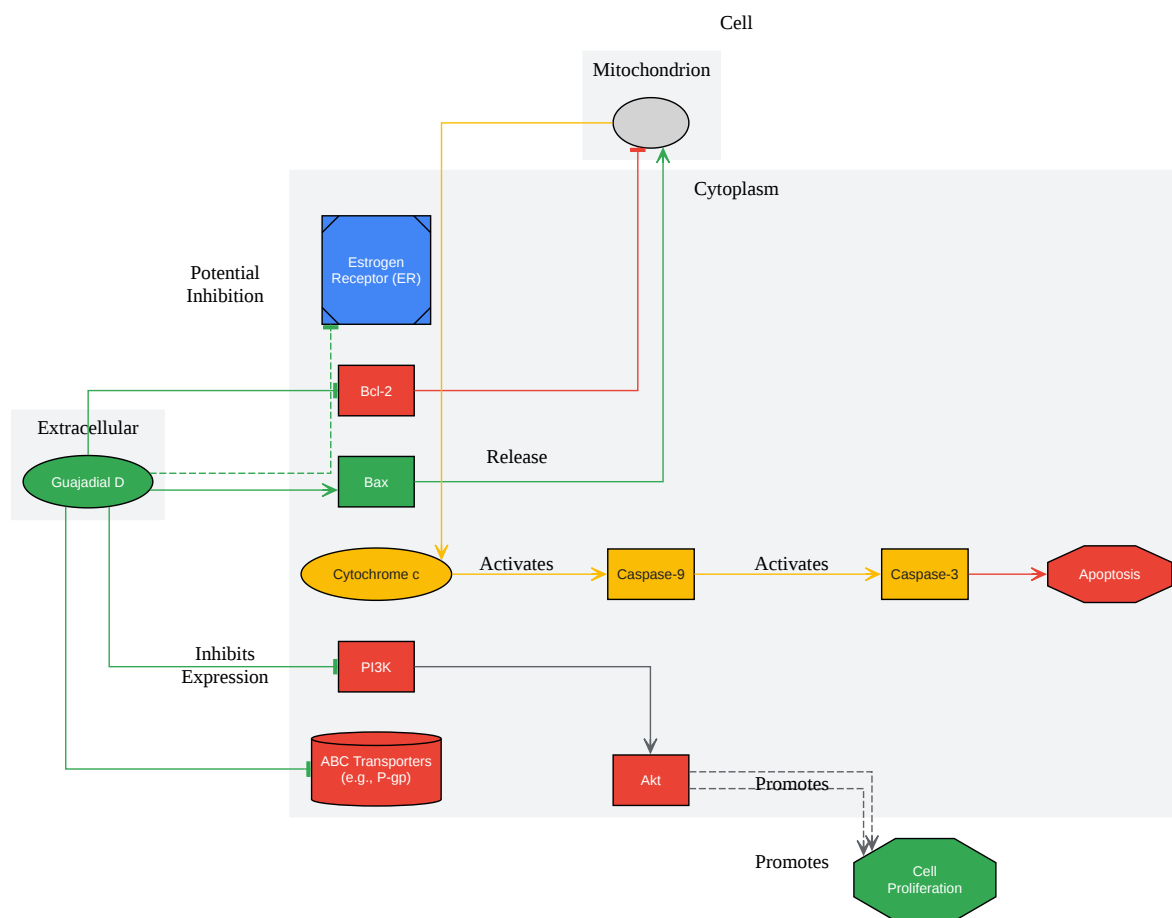 Cell
Mitochondrion
Cytoplasm
Estrogen
Receptor (ER)
Potential
Inhibition
Bcl-2
Extracellular
Guajadial D
Release
Bax
Cytochrome c
Activates
Caspase-9
Activates
Caspase-3
Apoptosis
Inhibits
Expression
PI3K
ABC Transporters
(e.g., P-gp)
Akt
Promotes
Promotes
Cell
Proliferation